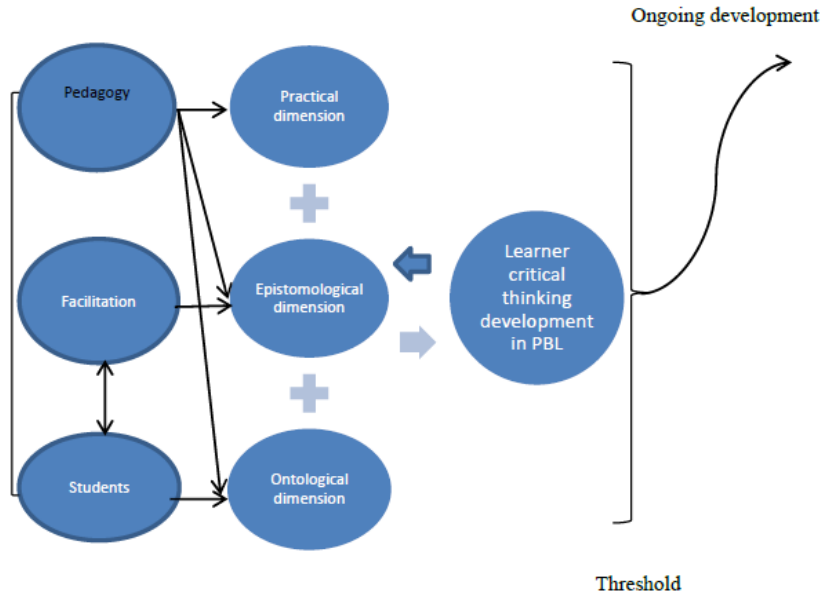 Ongoing development
Pedagogy
Practical
dimension
Facilitation
Epistomological
dimension
Learner
critical
thinking
development
in PBL
Students
Ontological
dimension
Threshold